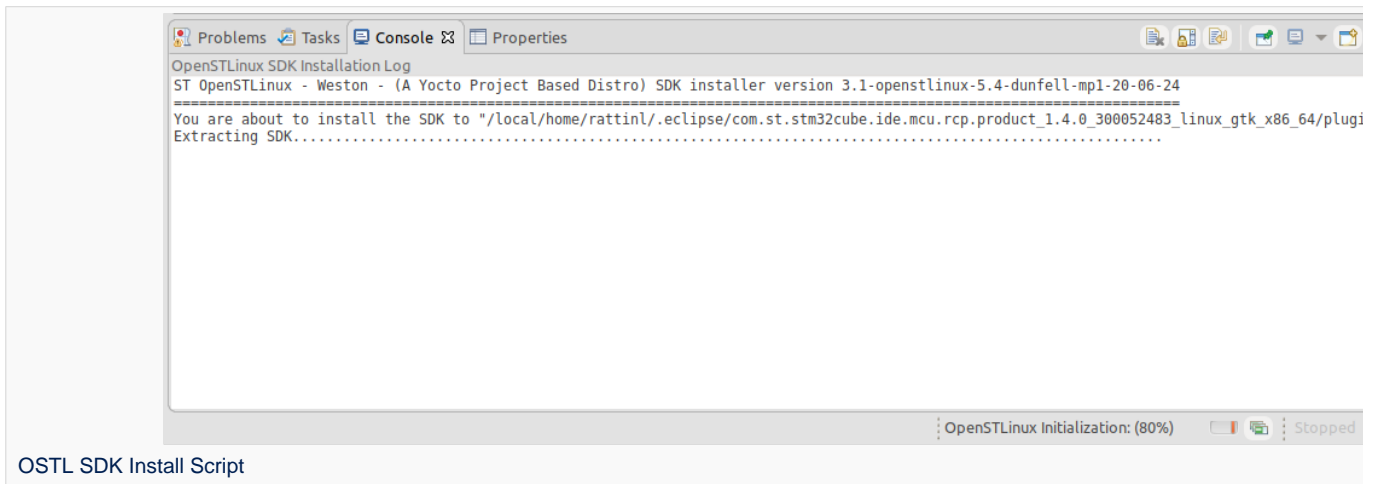 Problems Tasks Console Properties
OpenSTLinux SDK Installation Log
ST OpenSTLinux - Weston - (A Yocto Project Based Distro) SDK installer version 3.1-openstlinux-5.4-dunfell-mp1-20-06-24
=======================================================================================================================
You are about to install the SDK to "/local/home/rattinl/.eclipse/com.st.stm32cube.ide.mcu.rcp.product_1.4.0_300052483_linux_gtk_x86_64/plugi
Extracting SDK.......................................................................................................
OpenSTLinux Initialization: (80%) Stopped
OSTL SDK Install Script